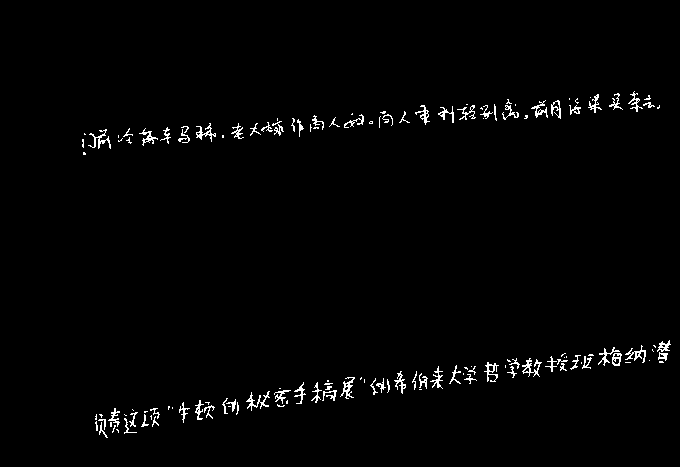 门前冷落车马稀，老大嫁作商人妇。商人重利轻别离，前月浮梁买茶去。
负责这项“牛顿的秘密手稿展”的希伯来大学哲学教授班梅纳潜